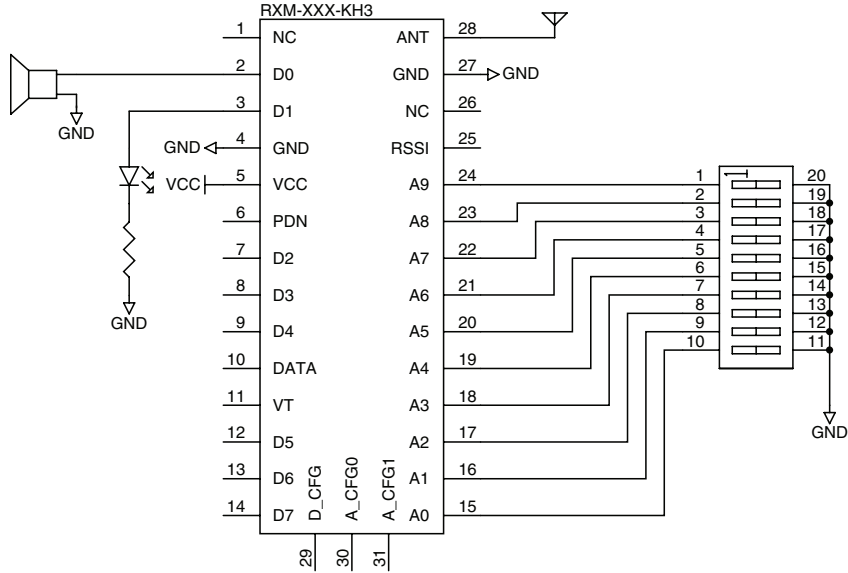 RXM-XXX-KH3
1 NC ANT 28
2 D0 GND 27 GND
3 D1 NC 26
GND
GND 4 GND RSSI 25
VCC 5 VCC A9 24 1 20
6 PDN A8 23 2 19
3 18
7 D2 A7 22 4 17
5 16
8 D3 A6 21 6 15
7 14
9 D4 A5 20 8 13
GND
9 12
10 DATA A4 19 10 11
11 VT A3 18
12 D5 A2 17 GND
13 D6 D_CFG A_CFG0 A_CFG1 A1 16
14 D7 A0 15
29 30 31